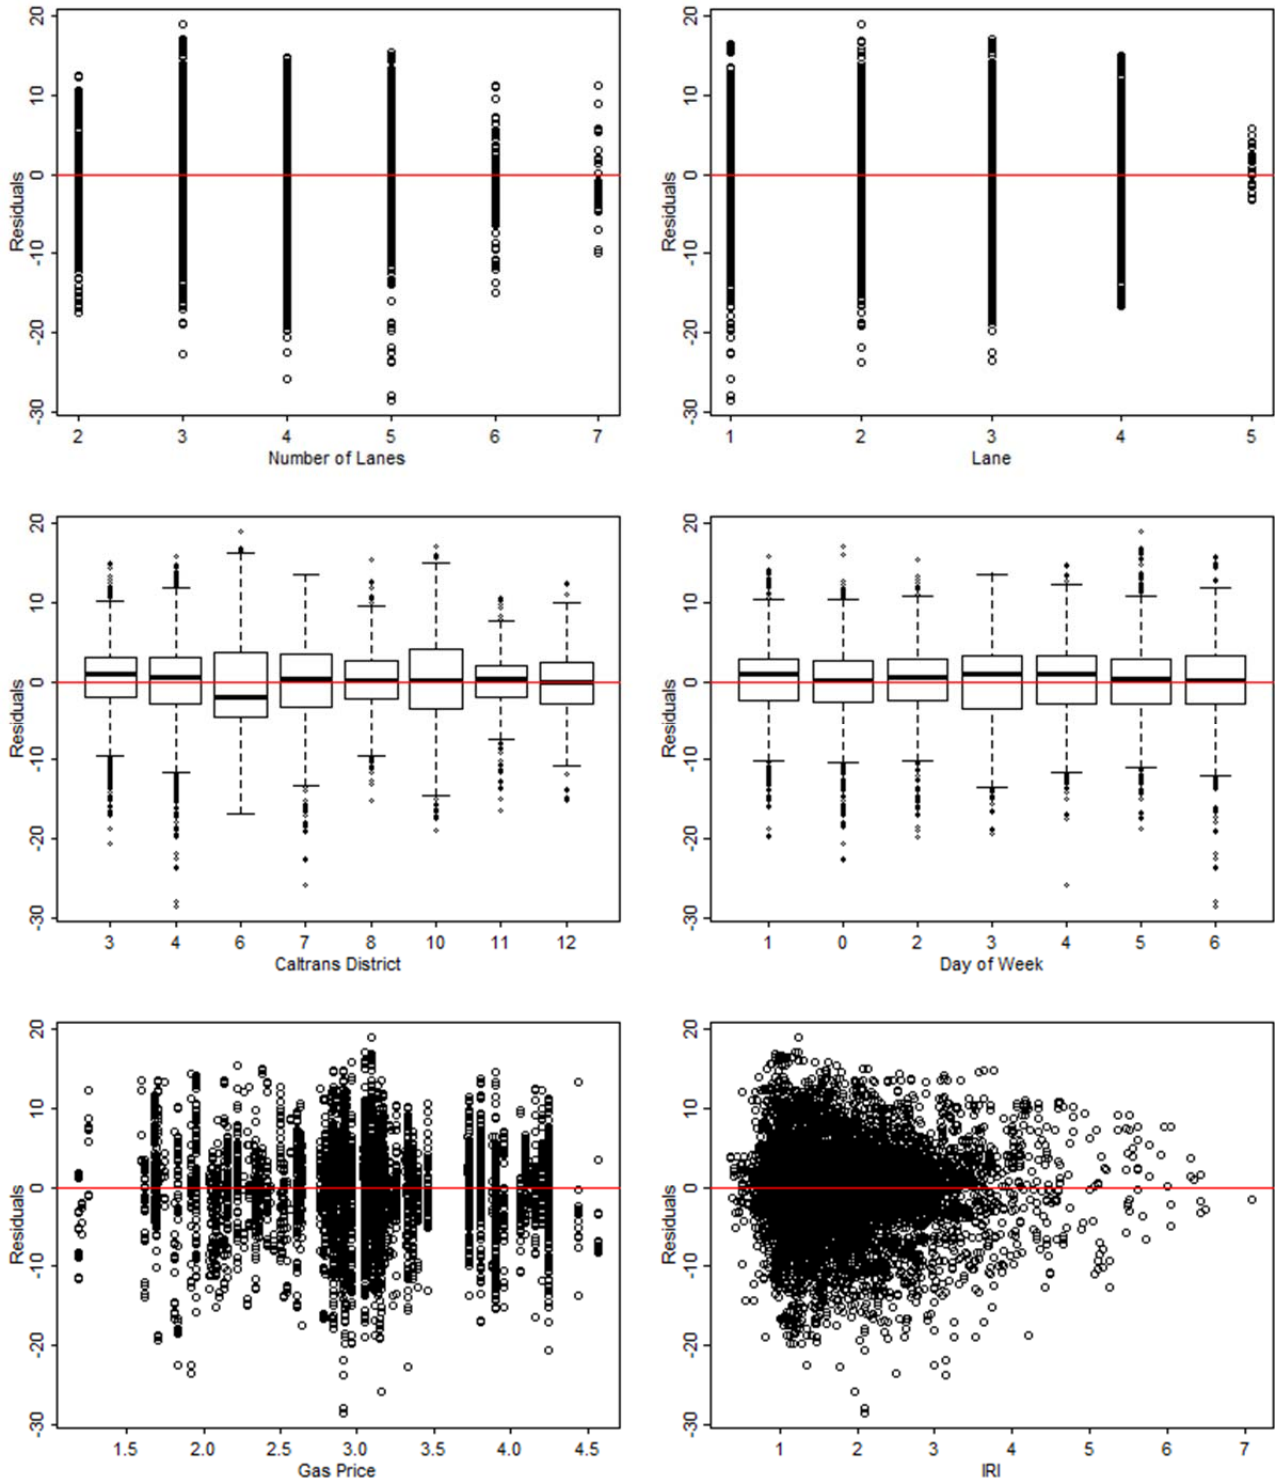 Residuals
20
10
0
-10
-20
-30
2 3 4 5 6 7
Number of Lanes
Residuals
20
10
0
-10
-20
-30
1 2 3 4 5
Lane
Residuals
20
10
0
-10
-20
-30
3 4 6 7 8 10 11 12
Caltrans District
Residuals
20
10
0
-10
-20
-30
1 0 2 3 4 5 6
Day of Week
Residuals
20
10
0
-10
-20
-30
1.5 2.0 2.5 3.0 3.5 4.0 4.5
Gas Price
Residuals
20
10
0
-10
-20
-30
1 2 3 4 5 6 7
IRI